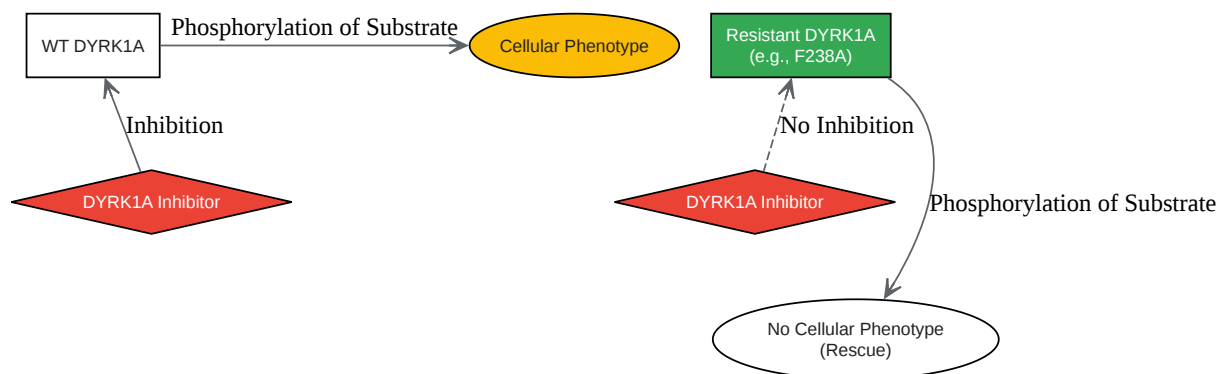 WT DYRK1A
Phosphorylation of Substrate
Cellular Phenotype
Inhibition
DYRK1A Inhibitor
Resistant DYRK1A
(e.g., F238A)
No Inhibition
DYRK1A Inhibitor
Phosphorylation of Substrate
No Cellular Phenotype
(Rescue)